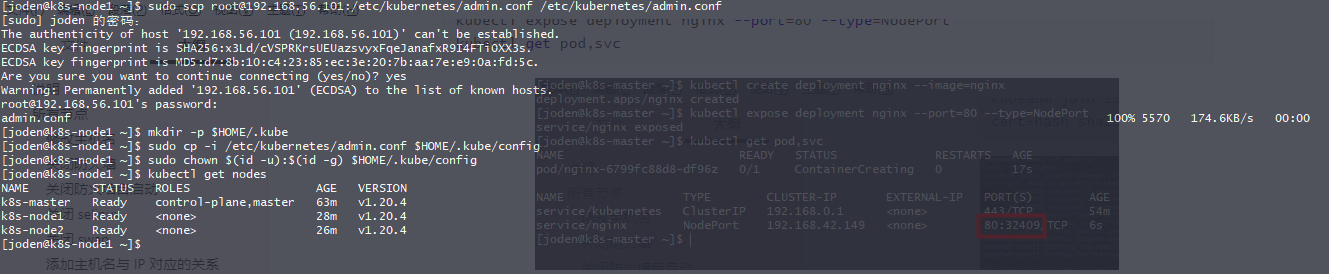 [joden@k8s-node1 ~]$ sudo scp root@192.168.56.101:/etc/kubernetes/admin.conf /etc/kubernetes/admin.conf
[sudo] joden 的密码：
The authenticity of host '192.168.56.101 (192.168.56.101)' can't be established.
ECDSA key fingerprint is SHA256:x3Ld/cVSPRKrsUEUazsvyxFqeJanafxR9I4FTiOXX3s.
ECDSA key fingerprint is MD5:d7:8b:10:c4:23:85:ec:3e:20:7b:aa:7e:e9:0a:fd:5c.
Are you sure you want to continue connecting (yes/no)? yes
Warning: Permanently added '192.168.56.101' (ECDSA) to the list of known hosts.
root@192.168.56.101's password:
admin.conf 100% 5570 174.6KB/s 00:00
[joden@k8s-node1 ~]$ mkdir -p $HOME/.kube
[joden@k8s-node1 ~]$ sudo cp -i /etc/kubernetes/admin.conf $HOME/.kube/config
[joden@k8s-node1 ~]$ sudo chown $(id -u):$(id -g) $HOME/.kube/config
[joden@k8s-node1 ~]$ kubectl get nodes
NAME STATUS ROLES AGE VERSION
k8s-master Ready control-plane,master 63m v1.20.4
k8s-node1 Ready <none> 28m v1.20.4
k8s-node2 Ready <none> 26m v1.20.4
[joden@k8s-node1 ~]$
添加主机名与 IP 对应的关系
kubectl expose deployment nginx --port=80 --type=NodePort
kubectl get pod,svc
[joden@k8s-master ~]$ kubectl create deployment nginx --image=nginx
deployment.apps/nginx created
[joden@k8s-master ~]$ kubectl expose deployment nginx --port=80 --type=NodePort
service/nginx exposed
[joden@k8s-master ~]$ kubectl get pod,svc
NAME READY STATUS RESTARTS AGE
pod/nginx-6799fc88d8-df96z 0/1 ContainerCreating 0 17s
NAME TYPE CLUSTER-IP EXTERNAL-IP PORT(S) AGE
service/kubernetes ClusterIP 192.168.0.1 <none> 443/TCP 54m
service/nginx NodePort 192.168.42.149 <none> 80:32409/TCP 6s
[joden@k8s-master ~]$